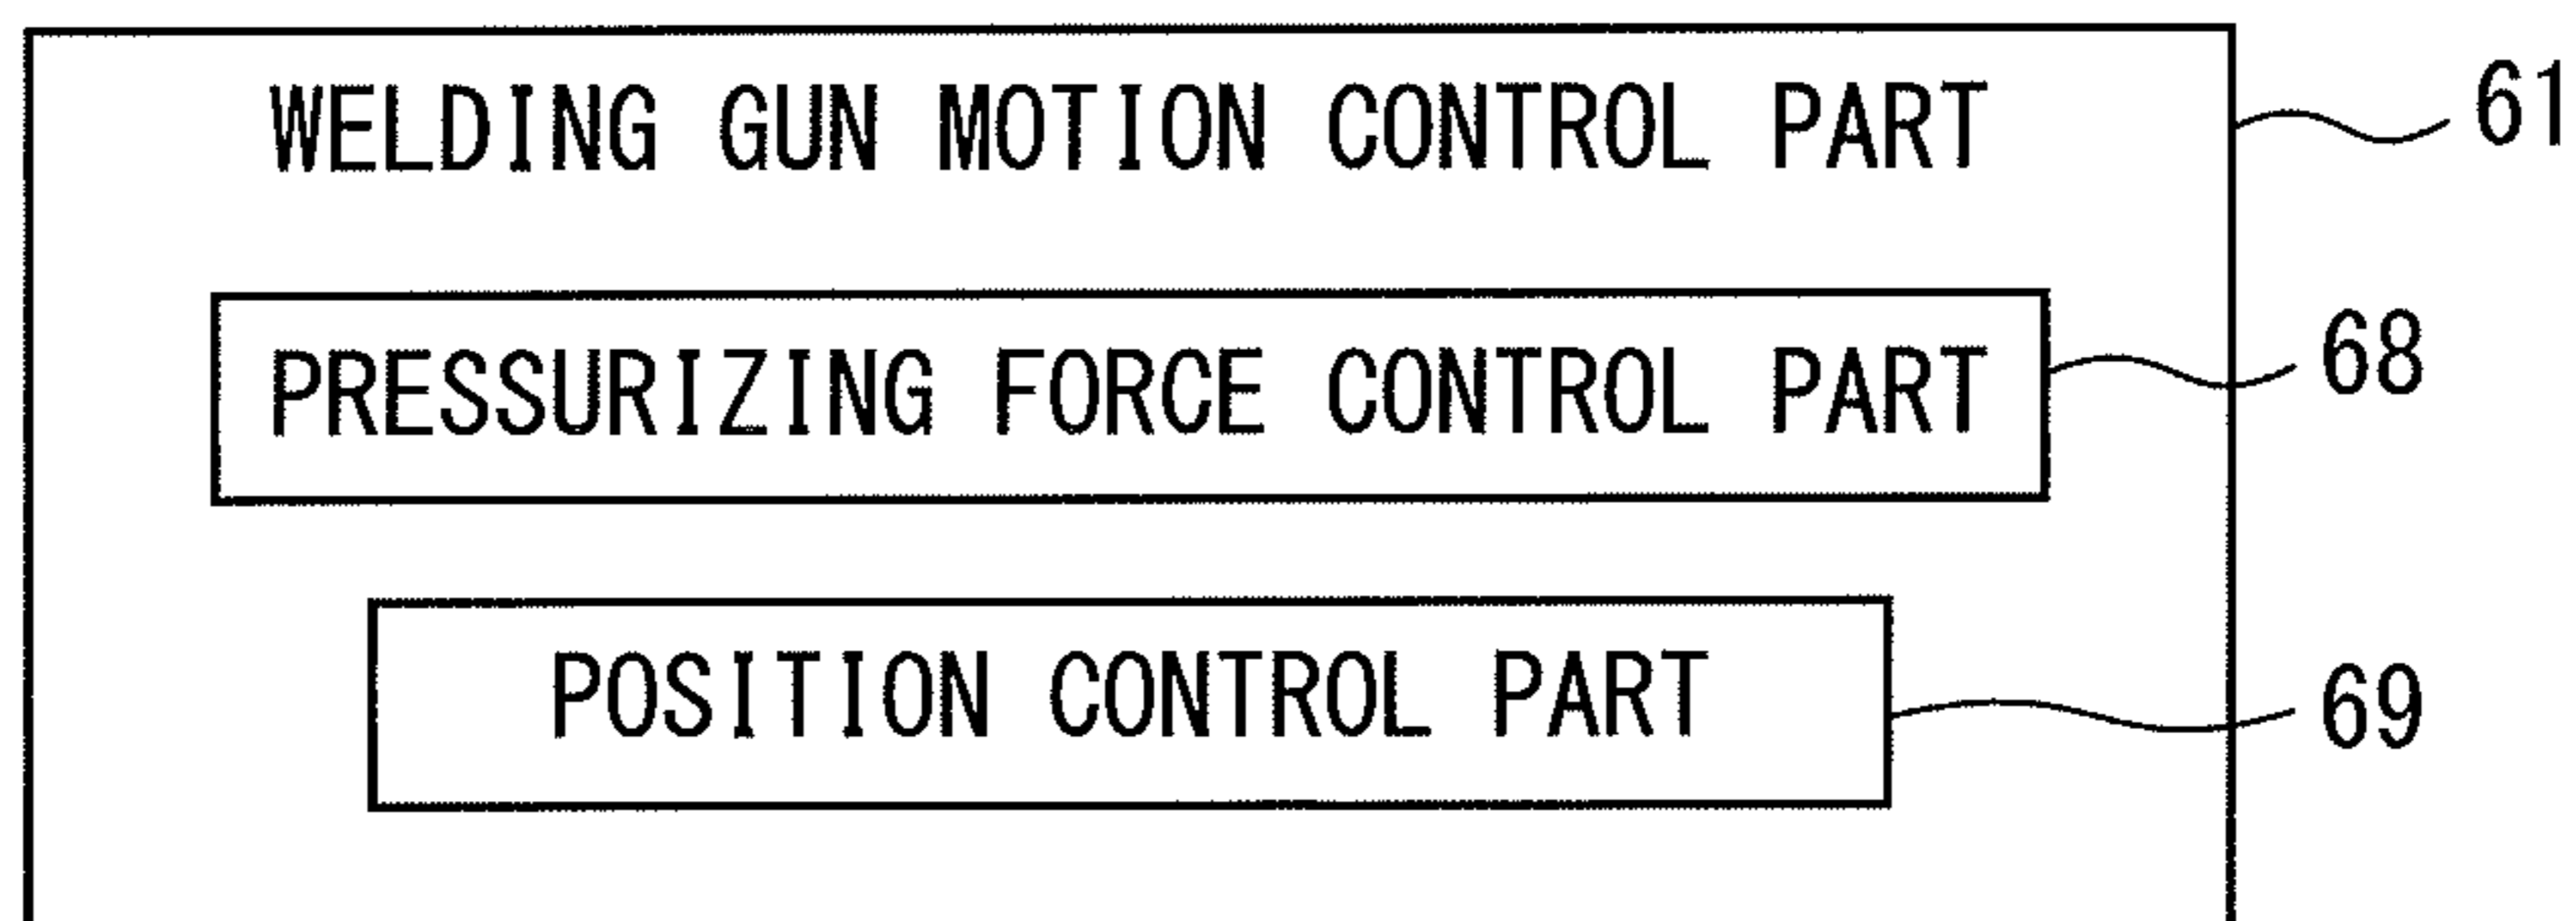 WELDING GUN MOTION CONTROL PART 61
PRESSURIZING FORCE CONTROL PART 68
POSITION CONTROL PART 69